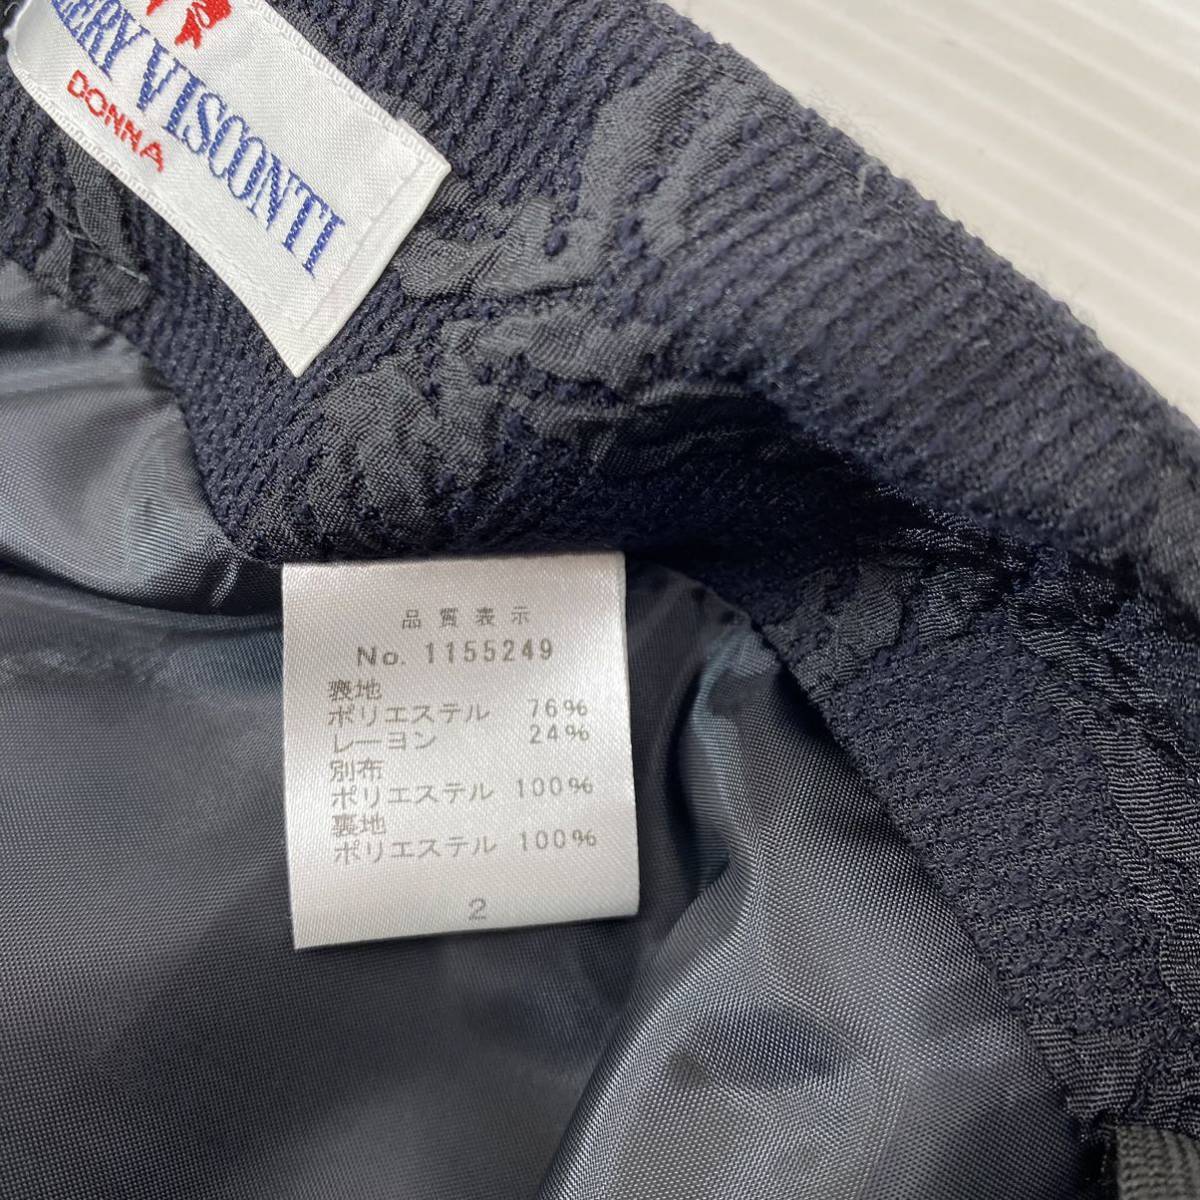 VISCONTI
DONNA
品質表示
No. 1155249
表地
ポリエステル 76%
レーヨン 24%
別布
ポリエステル 100%
裏地
ポリエステル 100%
2